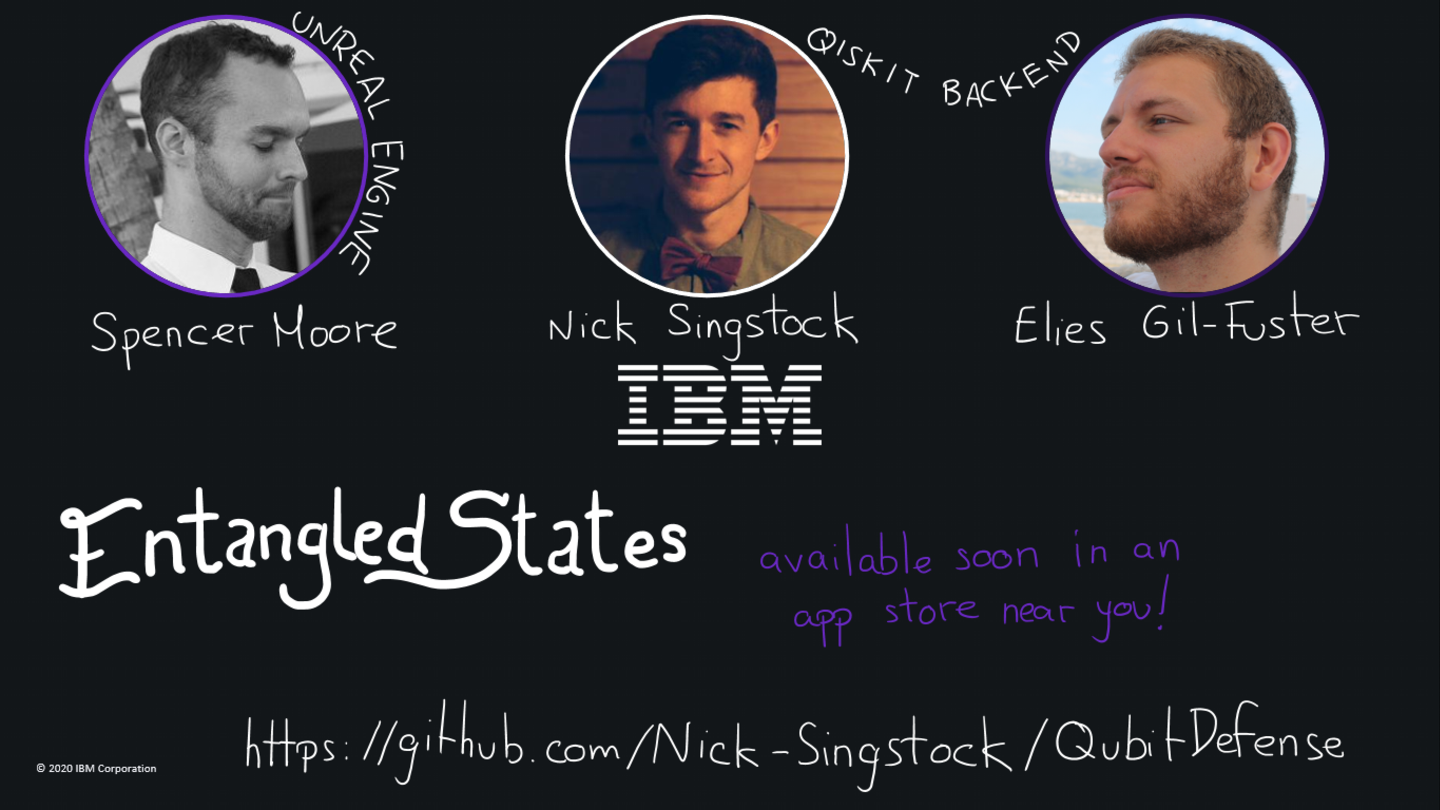 UNREAL ENGINE
QISKIT BACKEND
Spencer Moore
Nick Singstock
Elies Gil-Fuster
IBM
Entangled States
available soon in an
app store near you!
https://github.com/Nick-Singstock/QubitDefense
© 2020 IBM Corporation